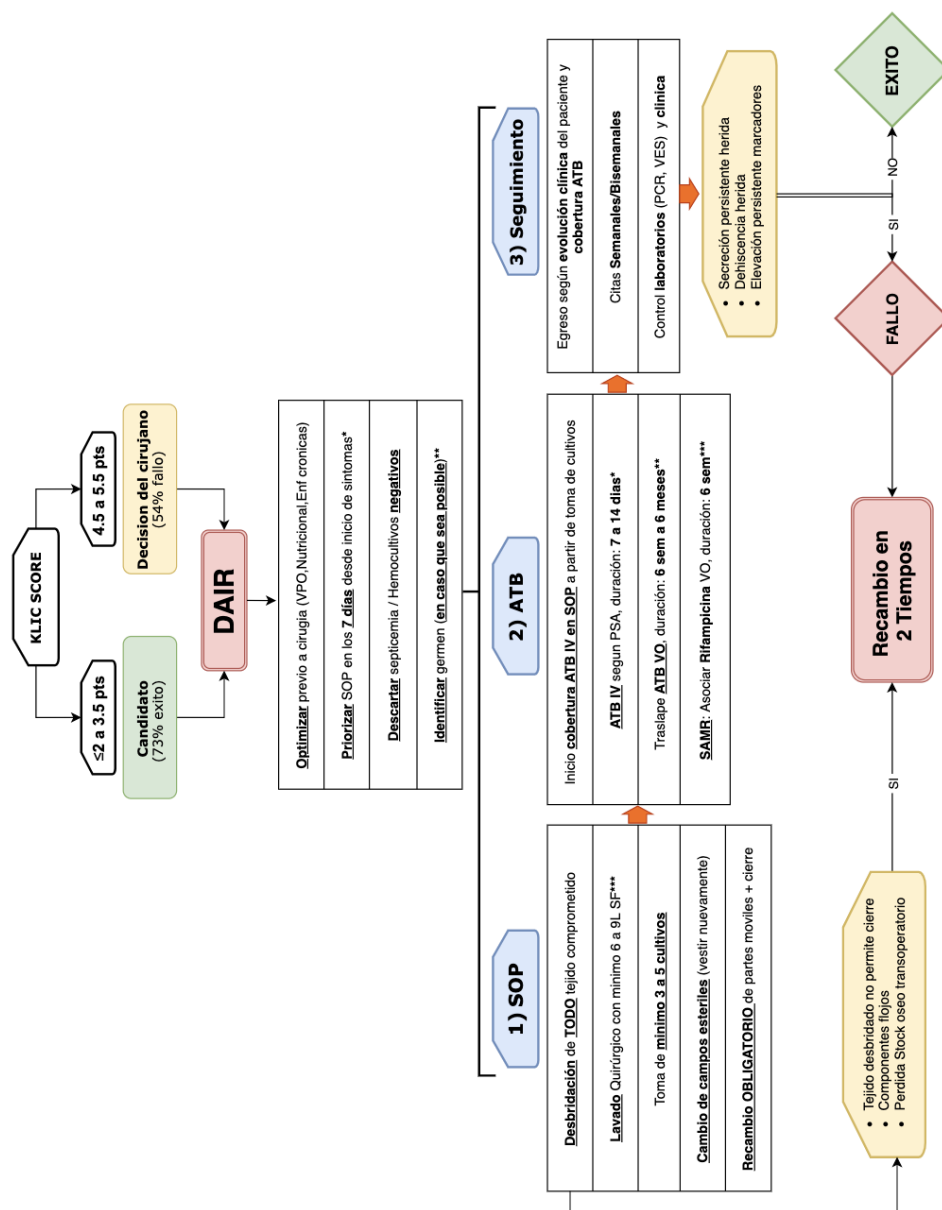 KLIC SCORE
≤2 a 3.5 pts
4.5 a 5.5 pts
Candidato
(73% exito)
Decision del cirujano
(54% fallo)
DAIR
Optimizar previo a cirugía (VPO,Nutricional,Enf cronicas)
Priorizar SOP en los 7 días desde inicio de sintomas*
Descartar septicemia / Hemocultivos negativos
Identificar germen (en caso que sea posible)**
1) SOP
Desbridación de TODO tejido comprometido
Lavado Quirúrgico con minimo 6 a 9L SF***
Toma de minimo 3 a 5 cultivos
Cambio de campos esteriles (vestir nuevamente)
Recambio OBLIGATORIO de partes moviles + cierre
2) ATB
Inicio cobertura ATB IV en SOP a partir de toma de cultivos
ATB IV segun PSA, duración: 7 a 14 dias*
Traslape ATB VO, duración: 6 sem a 6 meses**
SAMR: Asociar Rifampicina VO, duración: 6 sem***
3) Seguimiento
Egreso según evolución clínica del paciente y
cobertura ATB
Citas Semanales/Bisemanales
Control laboratorios (PCR, VES) y clínica
• Secreción persistente herida
• Dehiscencia herida
• Elevación persistente marcadores
• Tejido desbridado no permite cierre
• Componentes flojos
• Perdida Stock oseo transoperatorio
SI
Recambio en
2 Tiempos
FALLO
SI
NO
EXITO